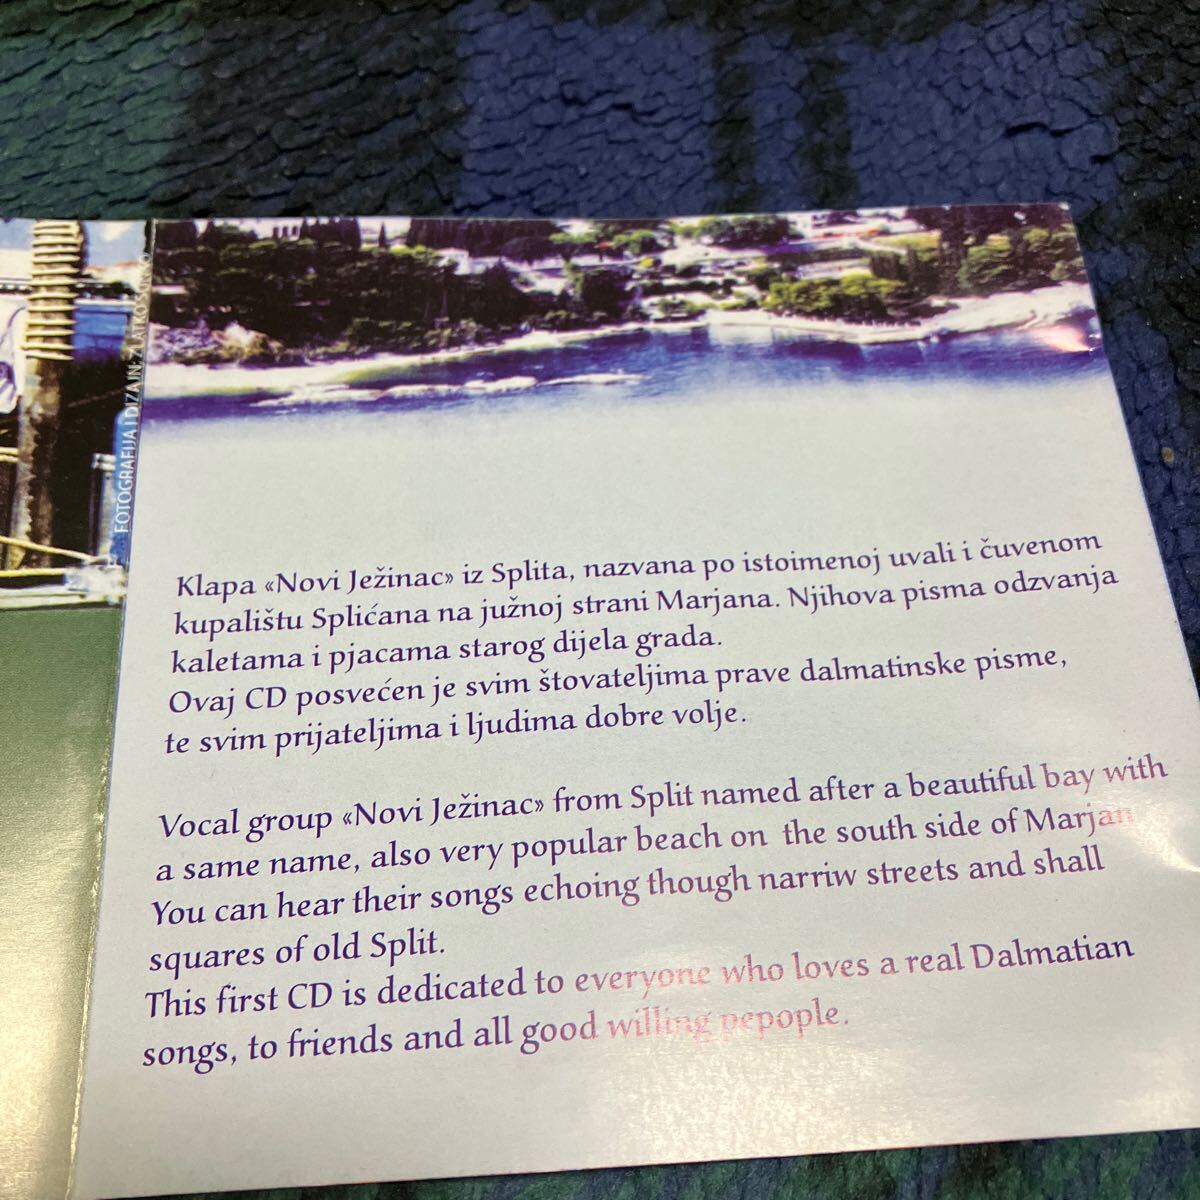 FOTOGRAFIJA I DIZAJN:
Klapa «Novi Ježinac» iz Splita, nazvana po istoimenoj uvali i čuvenom
kupalištu Splićana na južnoj strani Marjana. Njihova pisma odzvanja
kaletama i pjacama starog dijela grada.
Ovaj CD posvećen je svim štovateljima prave dalmatinske pisme,
te svim prijateljima i ljudima dobre volje.
Vocal group «Novi Ježinac» from Split named after a beautiful bay with
a same name, also very popular beach on the south side of Marjan
You can hear their songs echoing though narriw streets and shall
squares of old Split.
This first CD is dedicated to everyone who loves a real Dalmatian
songs, to friends and all good willing pepople.